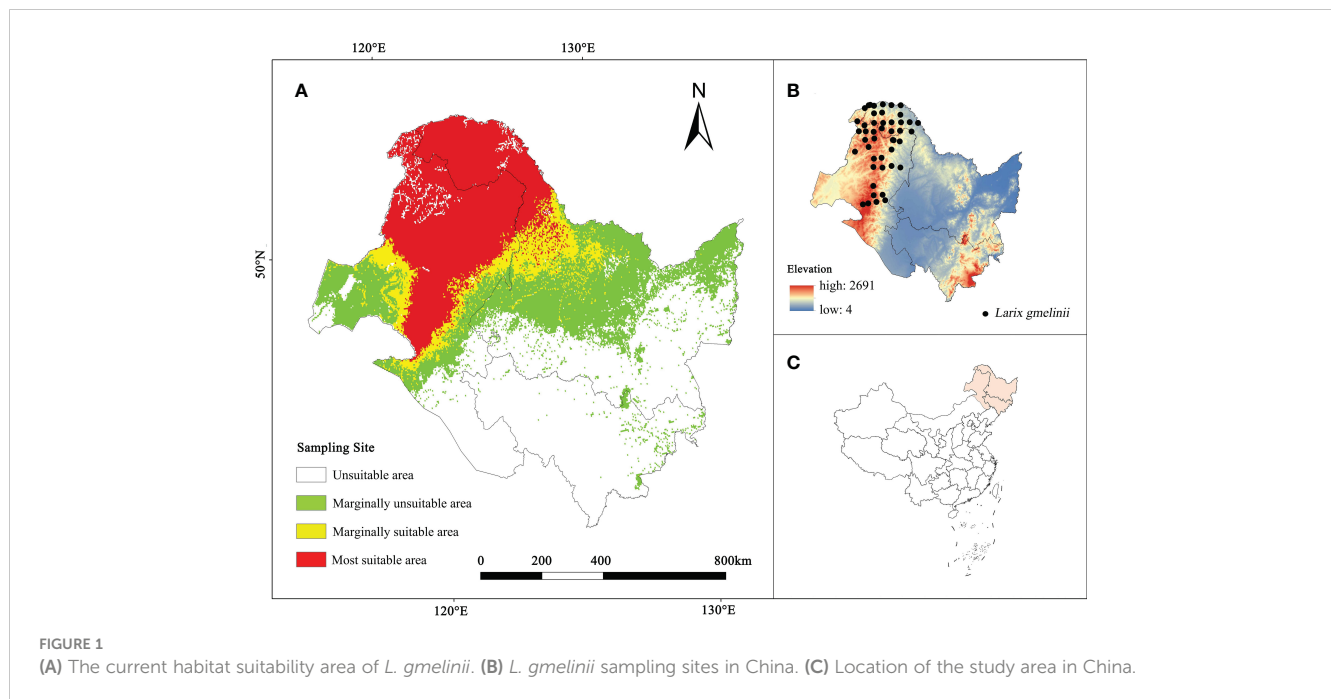 120°E 130°E
A
N
50°N
Sampling Site
Unsuitable area
Marginally unsuitable area
Marginally suitable area
Most suitable area
0 200 400 800km
120°E 130°E
B
Elevation
high: 2691
low: 4
Larix gmelinii
C
FIGURE 1
(A) The current habitat suitability area of L. gmelinii. (B) L. gmelinii sampling sites in China. (C) Location of the study area in China.